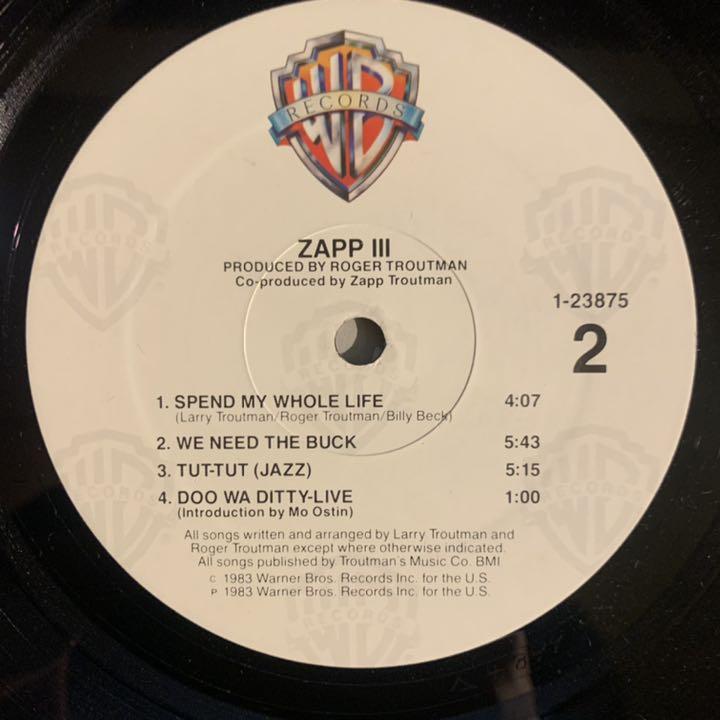 WB
RECORDS
ZAPP III
PRODUCED BY ROGER TROUTMAN
Co-produced by Zapp Troutman
1-23875
2
1. SPEND MY WHOLE LIFE 4:07
(Larry Troutman/Roger Troutman/Billy Beck)
2. WE NEED THE BUCK 5:43
3. TUT-TUT (JAZZ) 5:15
4. DOO WA DITTY-LIVE 1:00
(Introduction by Mo Ostin)
All songs written and arranged by Larry Troutman and
Roger Troutman except where otherwise indicated.
All songs published by Troutman's Music Co. BMI
© 1983 Warner Bros. Records Inc. for the U.S.
℗ 1983 Warner Bros. Records Inc. for the U.S.